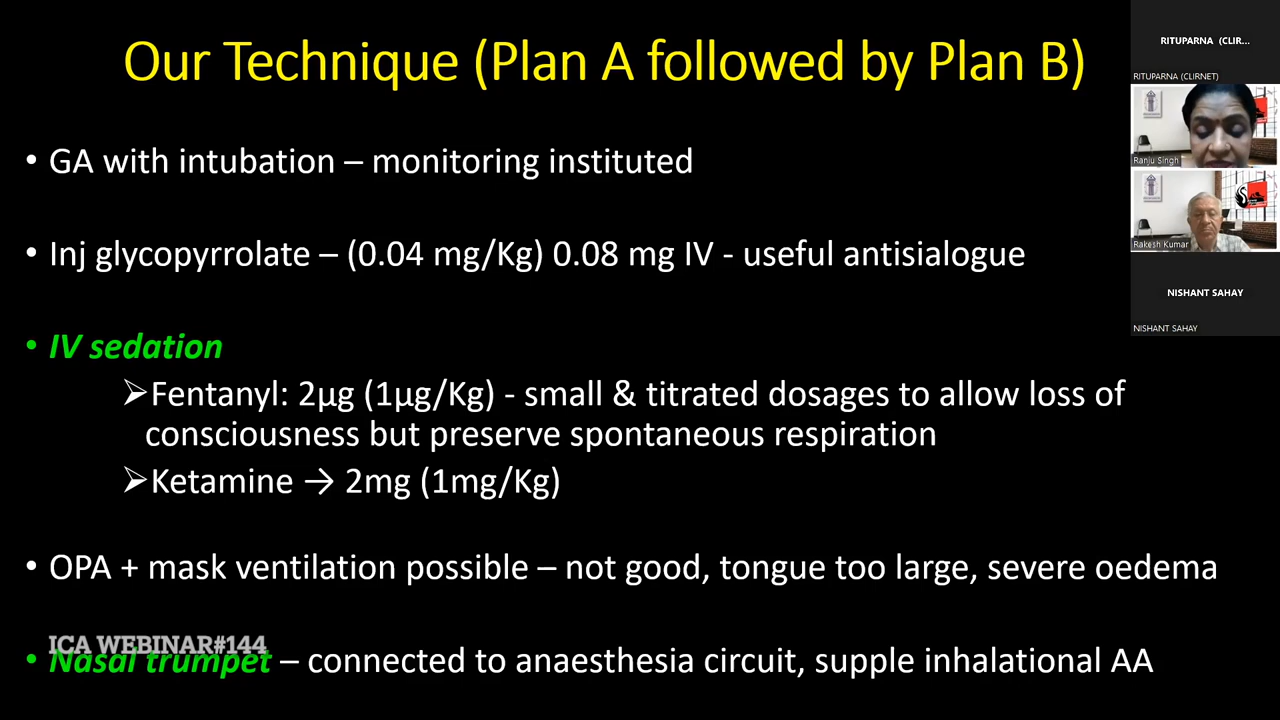 Our Technique (Plan A followed by Plan B)
• GA with intubation – monitoring instituted
• Inj glycopyrrolate – (0.04 mg/Kg) 0.08 mg IV - useful antisialogue
• IV sedation
➢Fentanyl: 2µg (1µg/Kg) - small & titrated dosages to allow loss of
consciousness but preserve spontaneous respiration
➢Ketamine → 2mg (1mg/Kg)
• OPA + mask ventilation possible – not good, tongue too large, severe oedema
ICA WEBINAR#144
• Nasal trumpet – connected to anaesthesia circuit, supple inhalational AA
RITUPARNA (CLIR...
RITUPARNA (CLIRNET)
Ranju Singh
Rakesh Kumar
NISHANT SAHAY
NISHANT SAHAY